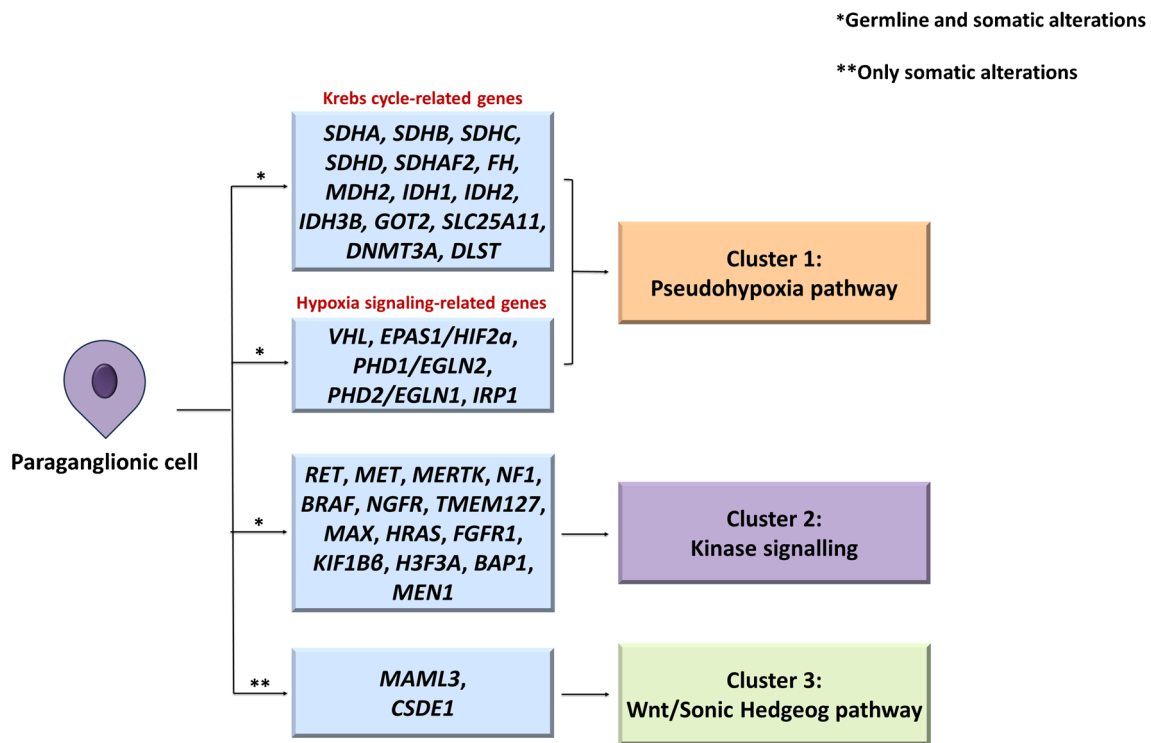 *Germline and somatic alterations
**Only somatic alterations
Krebs cycle-related genes
SDHA, SDHB, SDHC,
SDHD, SDHAF2, FH,
MDH2, IDH1, IDH2,
IDH3B, GOT2, SLC25A11,
DNMT3A, DLST
*
Hypoxia signaling-related genes
VHL, EPAS1/HIF2α,
PHD1/EGLN2,
PHD2/EGLN1, IRP1
*
Cluster 1:
Pseudohypoxia pathway
Paraganglionic cell
RET, MET, MERTK, NF1,
BRAF, NGFR, TMEM127,
MAX, HRAS, FGFR1,
KIF1Bβ, H3F3A, BAP1,
MEN1
*
Cluster 2:
Kinase signalling
MAML3,
CSDE1
**
Cluster 3:
Wnt/Sonic Hedgeog pathway